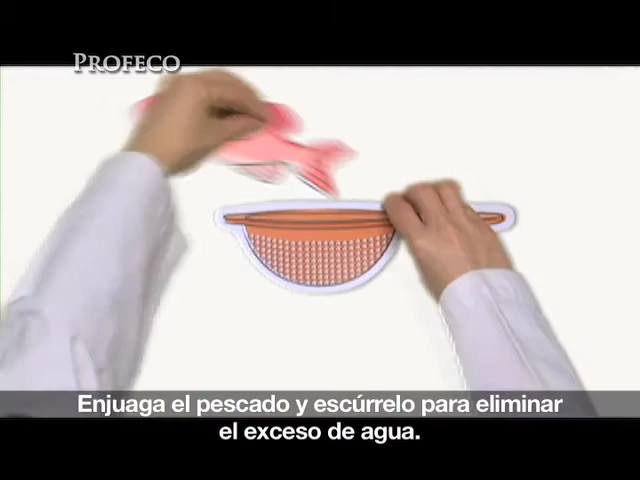 PROFECO
Enjuaga el pescado y escúrrelo para eliminar
el exceso de agua.